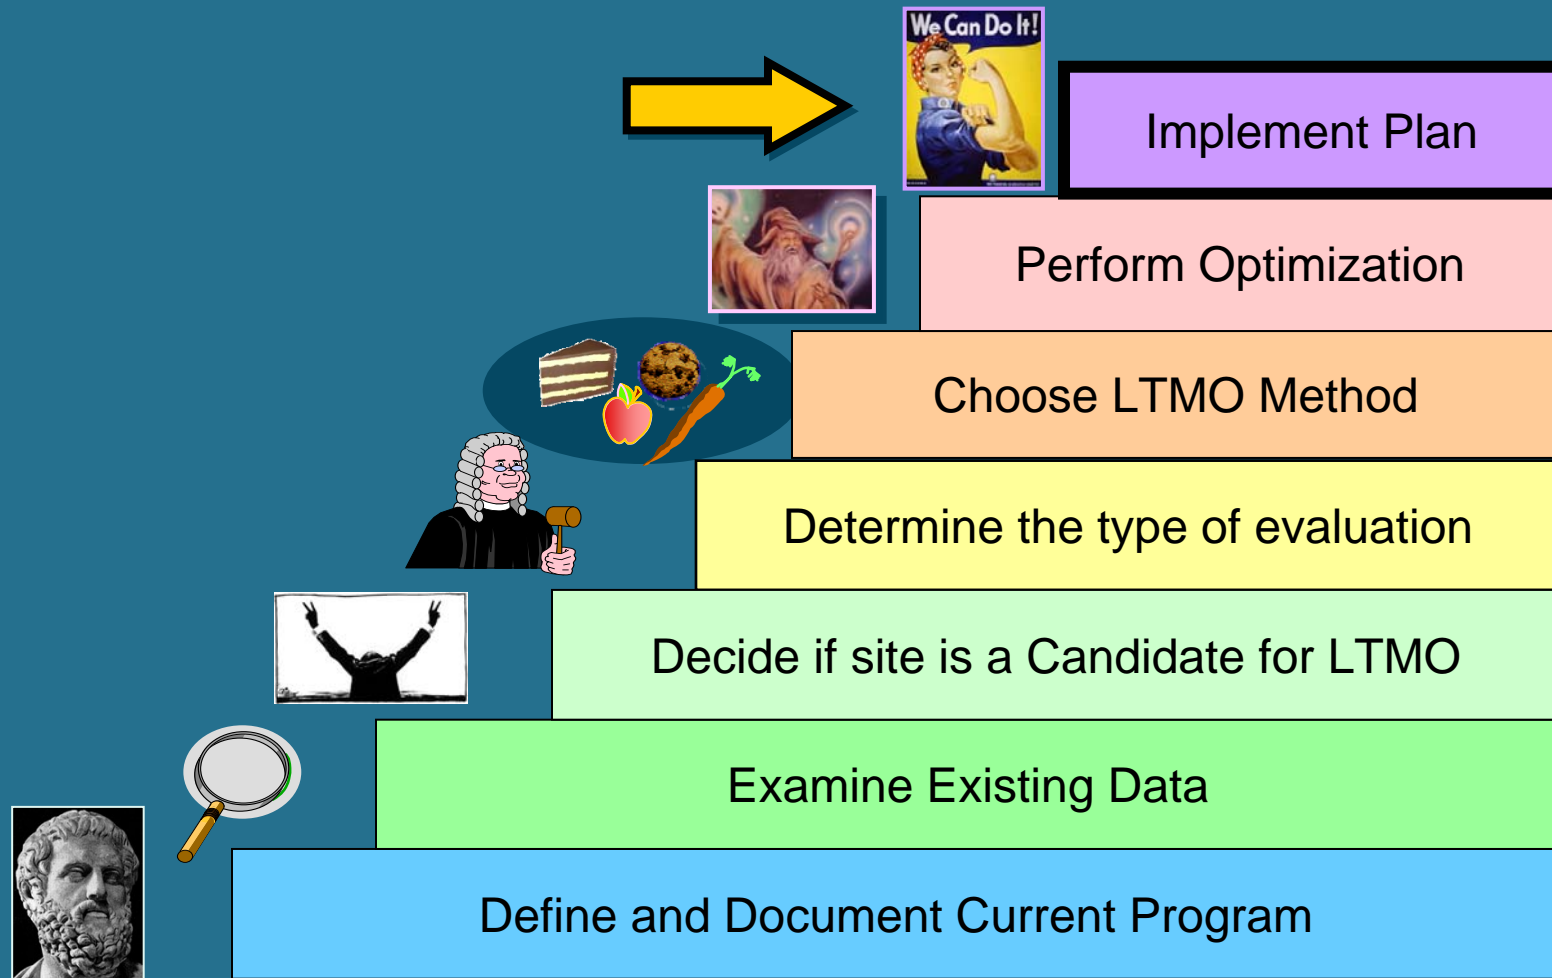 We Can Do It!
Implement Plan
Perform Optimization
Choose LTMO Method
Determine the type of evaluation
Decide if site is a Candidate for LTMO
Examine Existing Data
Define and Document Current Program